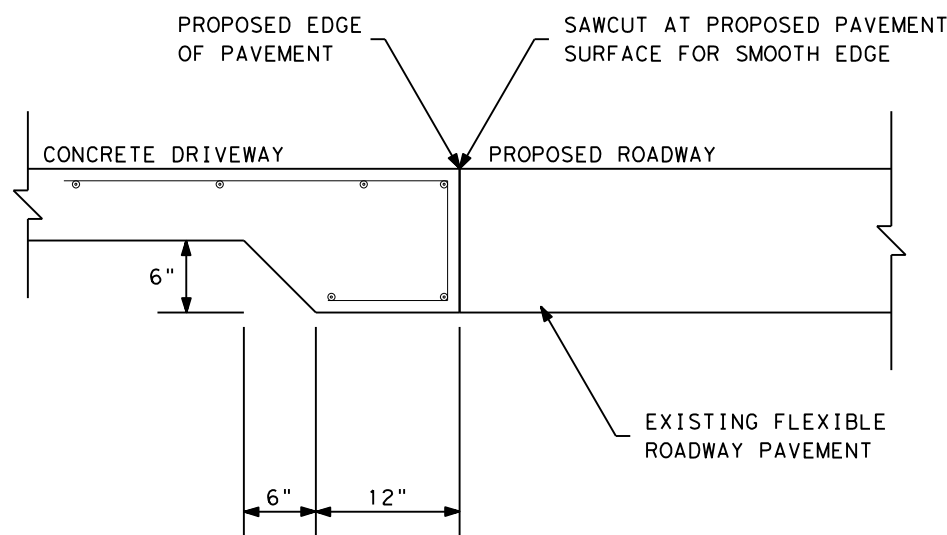 PROPOSED EDGE
OF PAVEMENT
SAWCUT AT PROPOSED PAVEMENT
SURFACE FOR SMOOTH EDGE
CONCRETE DRIVEWAY
PROPOSED ROADWAY
6"
EXISTING FLEXIBLE
ROADWAY PAVEMENT
6"
12"